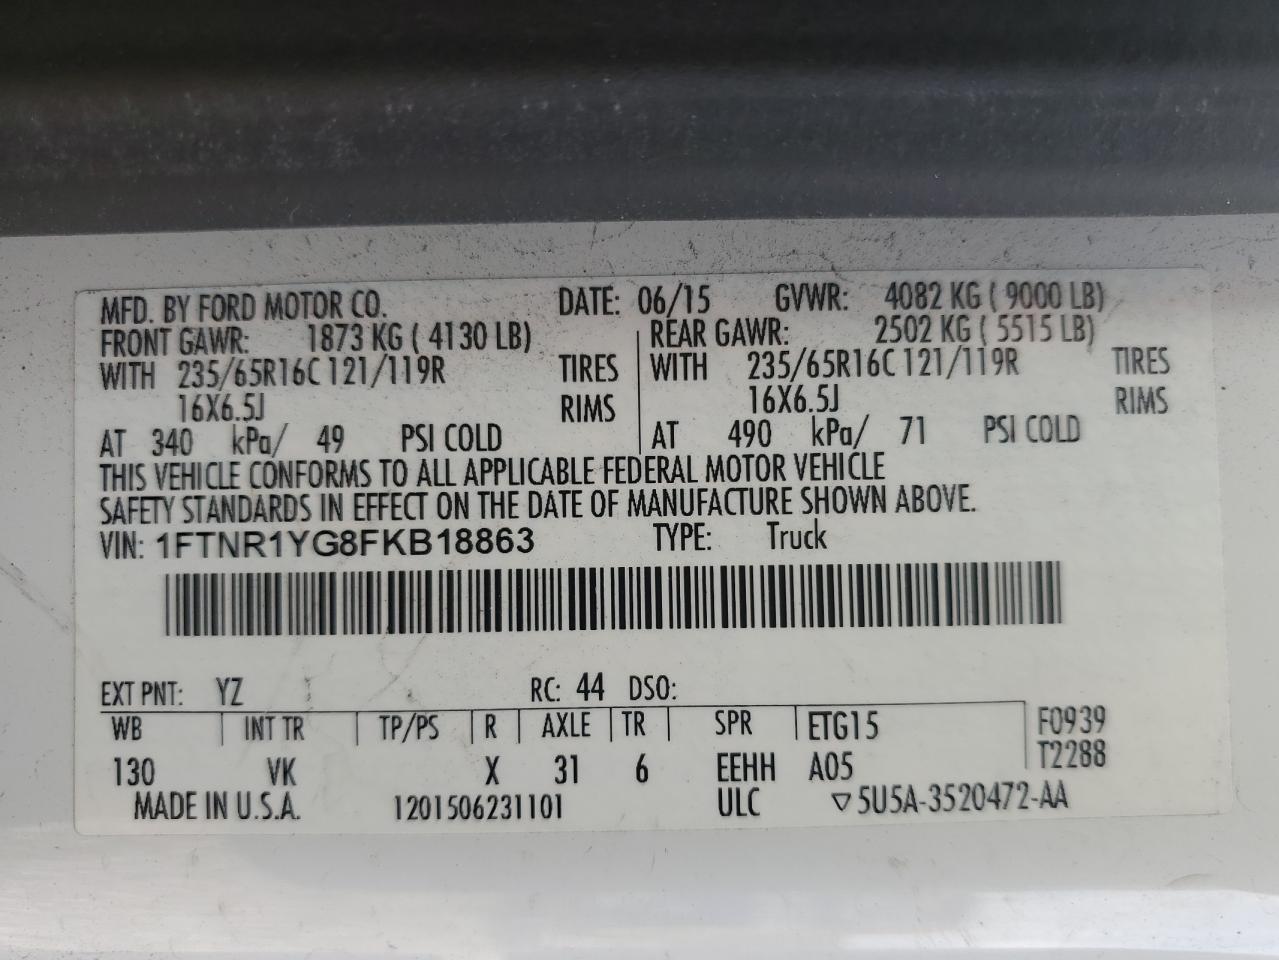 MFD. BY FORD MOTOR CO. DATE: 06/15 GVWR: 4082 KG ( 9000 LB)
FRONT GAWR: 1873 KG ( 4130 LB) REAR GAWR: 2502 KG ( 5515 LB)
WITH 235/65R16C 121/119R TIRES WITH 235/65R16C 121/119R TIRES
16X6.5J RIMS 16X6.5J RIMS
AT 340 kPa/ 49 PSI COLD AT 490 kPa/ 71 PSI COLD
THIS VEHICLE CONFORMS TO ALL APPLICABLE FEDERAL MOTOR VEHICLE
SAFETY STANDARDS IN EFFECT ON THE DATE OF MANUFACTURE SHOWN ABOVE.
VIN: 1FTNR1YG8FKB18863 TYPE: Truck
EXT PNT: YZ RC: 44 DSO:
WB INT TR TP/PS R AXLE TR SPR ETG15 F0939
130 VK X 31 6 EEHH A05 T2288
MADE IN U.S.A. 1201506231101 ULC ▽5U5A-3520472-AA